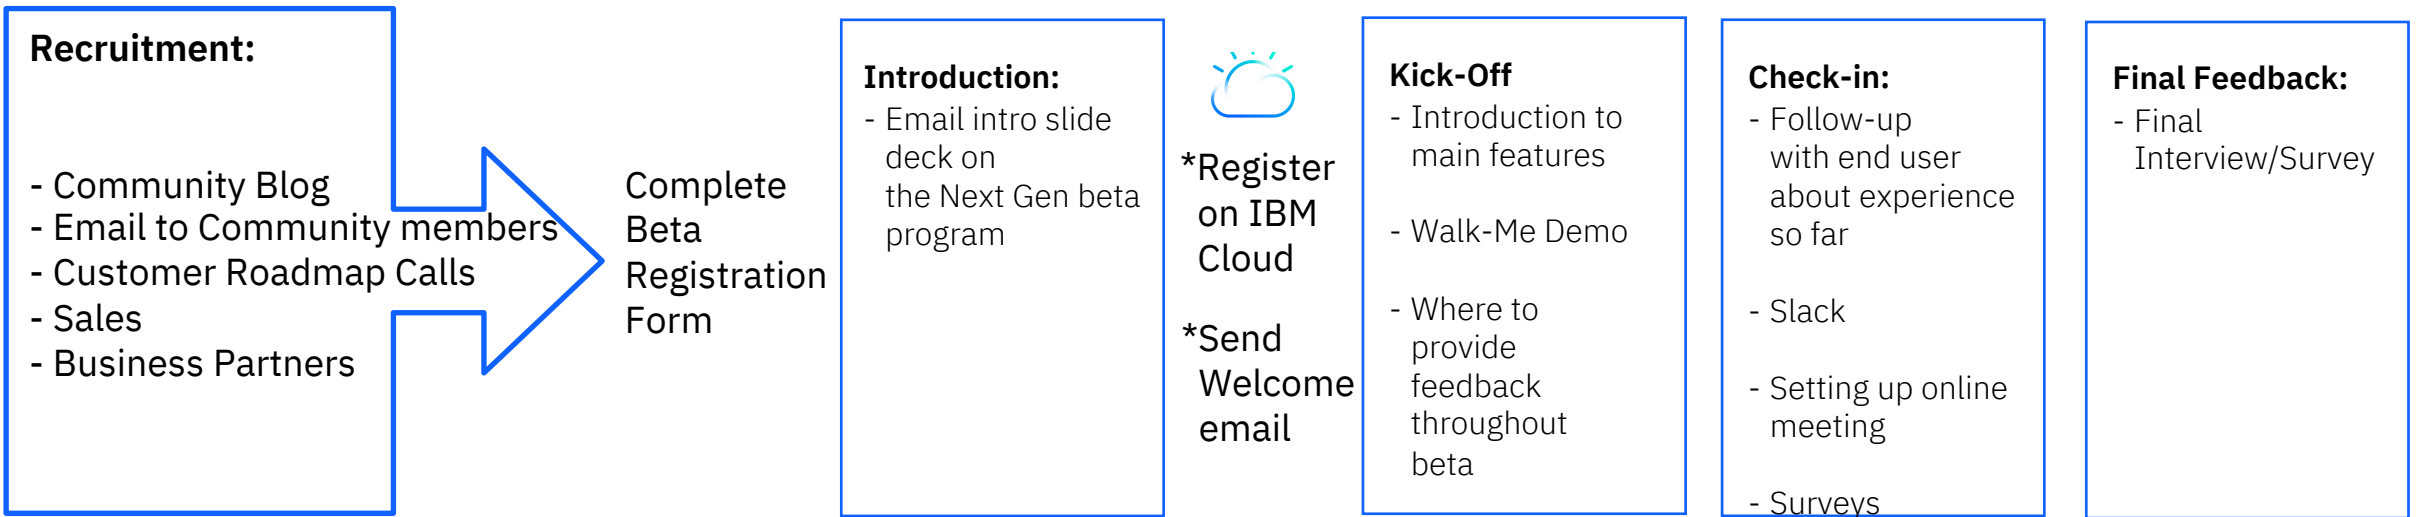 Recruitment:
- Community Blog
- Email to Community members
- Customer Roadmap Calls
- Sales
- Business Partners
Complete
Beta
Registration
Form
Introduction:
- Email intro slide
deck on
the Next Gen beta
program
*Register
on IBM
Cloud
*Send
Welcome
email
Kick-Off
- Introduction to
main features
- Walk-Me Demo
- Where to
provide
feedback
throughout
beta
Check-in:
- Follow-up
with end user
about experience
so far
- Slack
- Setting up online
meeting
- Surveys
Final Feedback:
- Final
Interview/Survey